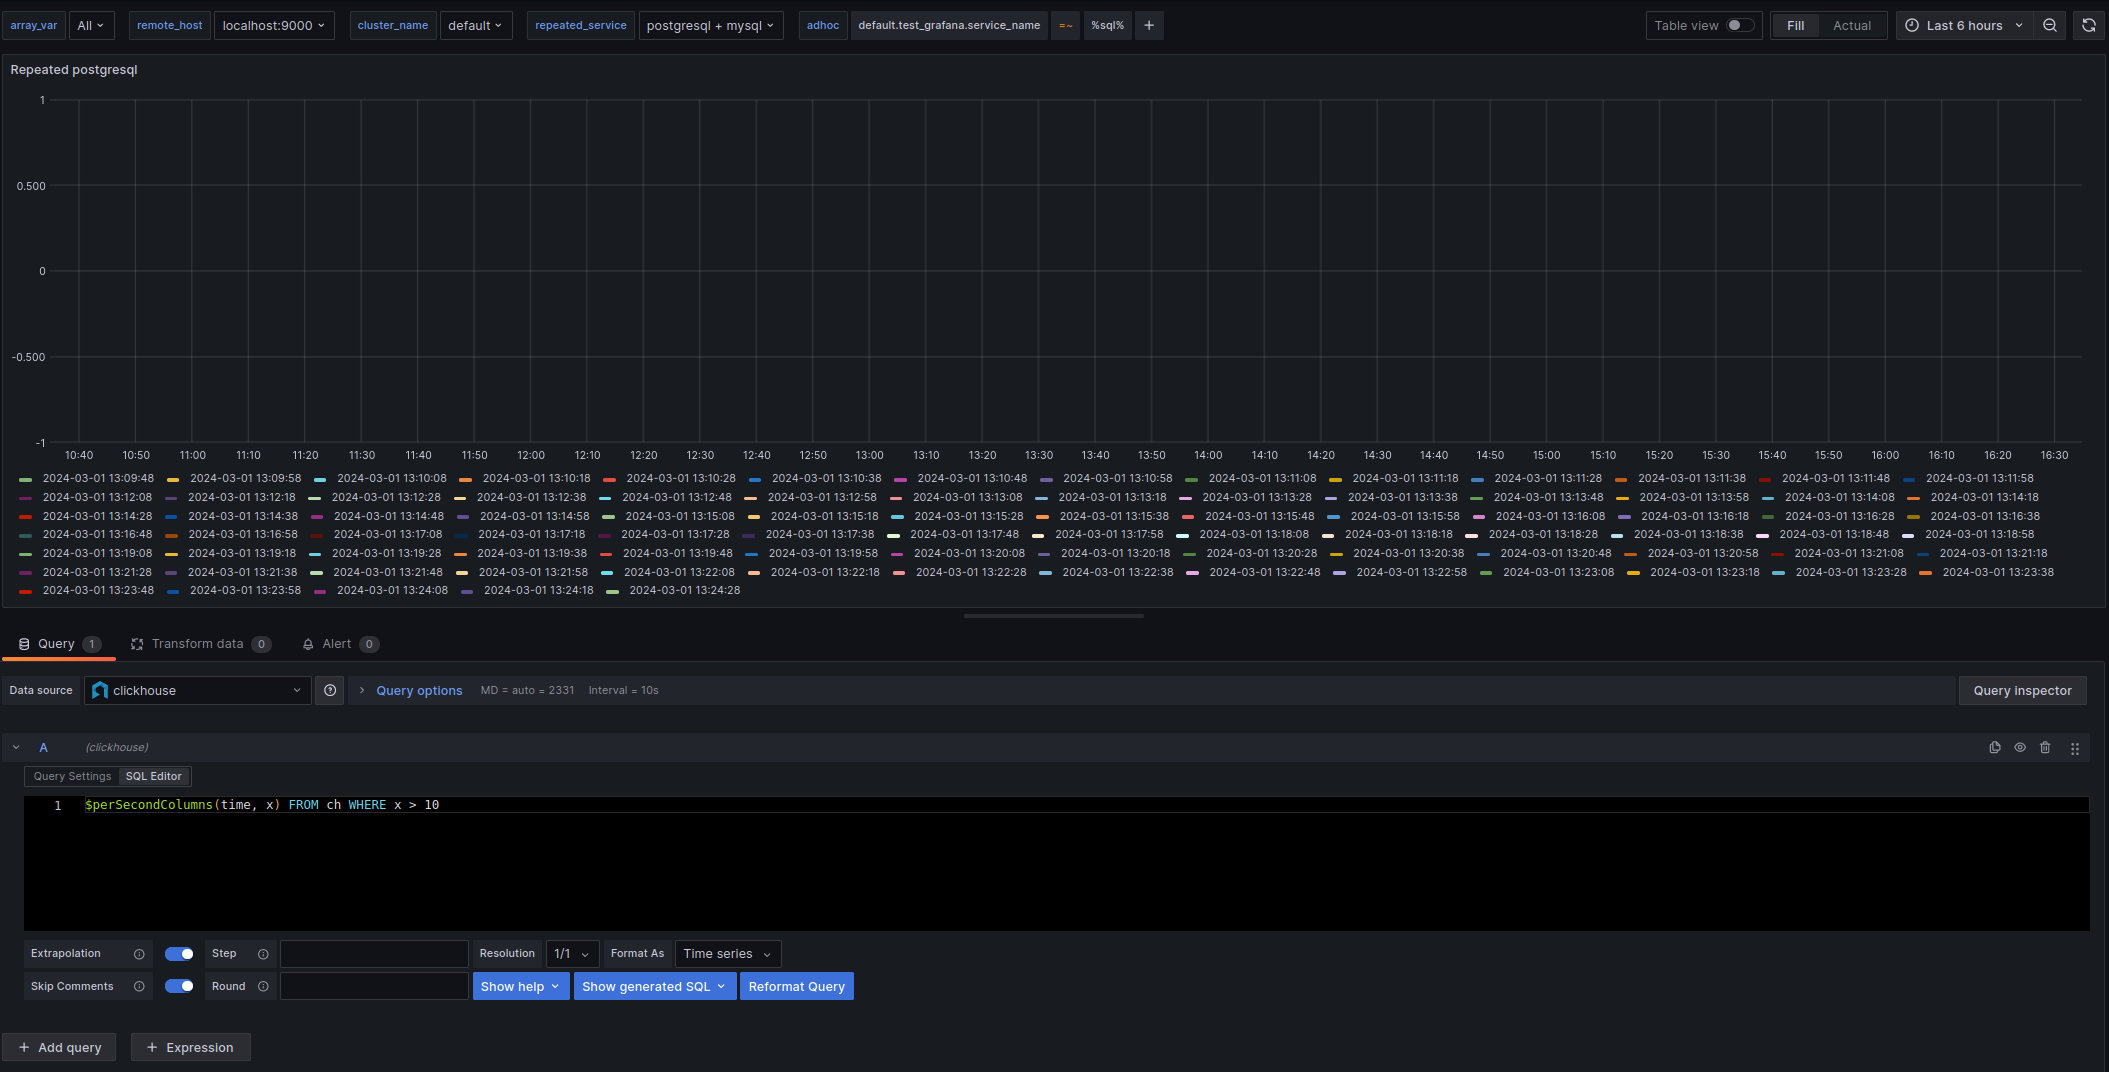 array_var All remote_host localhost:9000 cluster_name default repeated_service postgresql + mysql adhoc default.test_grafana.service_name =~ %sql% + Table view Fill Actual Last 6 hours
Repeated postgresql
1
0.500
0
-0.500
-1
10:40 10:50 11:00 11:10 11:20 11:30 11:40 11:50 12:00 12:10 12:20 12:30 12:40 12:50 13:00 13:10 13:20 13:30 13:40 13:50 14:00 14:10 14:20 14:30 14:40 14:50 15:00 15:10 15:20 15:30 15:40 15:50 16:00 16:10 16:20 16:30
2024-03-01 13:09:48 2024-03-01 13:09:58 2024-03-01 13:10:08 2024-03-01 13:10:18 2024-03-01 13:10:28 2024-03-01 13:10:38 2024-03-01 13:10:48 2024-03-01 13:10:58 2024-03-01 13:11:08 2024-03-01 13:11:18 2024-03-01 13:11:28 2024-03-01 13:11:38 2024-03-01 13:11:48 2024-03-01 13:11:58
2024-03-01 13:12:08 2024-03-01 13:12:18 2024-03-01 13:12:28 2024-03-01 13:12:38 2024-03-01 13:12:48 2024-03-01 13:12:58 2024-03-01 13:13:08 2024-03-01 13:13:18 2024-03-01 13:13:28 2024-03-01 13:13:38 2024-03-01 13:13:48 2024-03-01 13:13:58 2024-03-01 13:14:08 2024-03-01 13:14:18
2024-03-01 13:14:28 2024-03-01 13:14:38 2024-03-01 13:14:48 2024-03-01 13:14:58 2024-03-01 13:15:08 2024-03-01 13:15:18 2024-03-01 13:15:28 2024-03-01 13:15:38 2024-03-01 13:15:48 2024-03-01 13:15:58 2024-03-01 13:16:08 2024-03-01 13:16:18 2024-03-01 13:16:28 2024-03-01 13:16:38
2024-03-01 13:16:48 2024-03-01 13:16:58 2024-03-01 13:17:08 2024-03-01 13:17:18 2024-03-01 13:17:28 2024-03-01 13:17:38 2024-03-01 13:17:48 2024-03-01 13:17:58 2024-03-01 13:18:08 2024-03-01 13:18:18 2024-03-01 13:18:28 2024-03-01 13:18:38 2024-03-01 13:18:48 2024-03-01 13:18:58
2024-03-01 13:19:08 2024-03-01 13:19:18 2024-03-01 13:19:28 2024-03-01 13:19:38 2024-03-01 13:19:48 2024-03-01 13:19:58 2024-03-01 13:20:08 2024-03-01 13:20:18 2024-03-01 13:20:28 2024-03-01 13:20:38 2024-03-01 13:20:48 2024-03-01 13:20:58 2024-03-01 13:21:08 2024-03-01 13:21:18
2024-03-01 13:21:28 2024-03-01 13:21:38 2024-03-01 13:21:48 2024-03-01 13:21:58 2024-03-01 13:22:08 2024-03-01 13:22:18 2024-03-01 13:22:28 2024-03-01 13:22:38 2024-03-01 13:22:48 2024-03-01 13:22:58 2024-03-01 13:23:08 2024-03-01 13:23:18 2024-03-01 13:23:28 2024-03-01 13:23:38
2024-03-01 13:23:48 2024-03-01 13:23:58 2024-03-01 13:24:08 2024-03-01 13:24:18 2024-03-01 13:24:28
Query 1 Transform data 0 Alert 0
Data source clickhouse Query options MD = auto = 2331 Interval = 10s Query inspector
A (clickhouse)
Query Settings SQL Editor
1 $perSecondColumns(time, x) FROM ch WHERE x > 10
Extrapolation Step Resolution 1/1 Format As Time series
Skip Comments Round Show help Show generated SQL Reformat Query
+ Add query + Expression